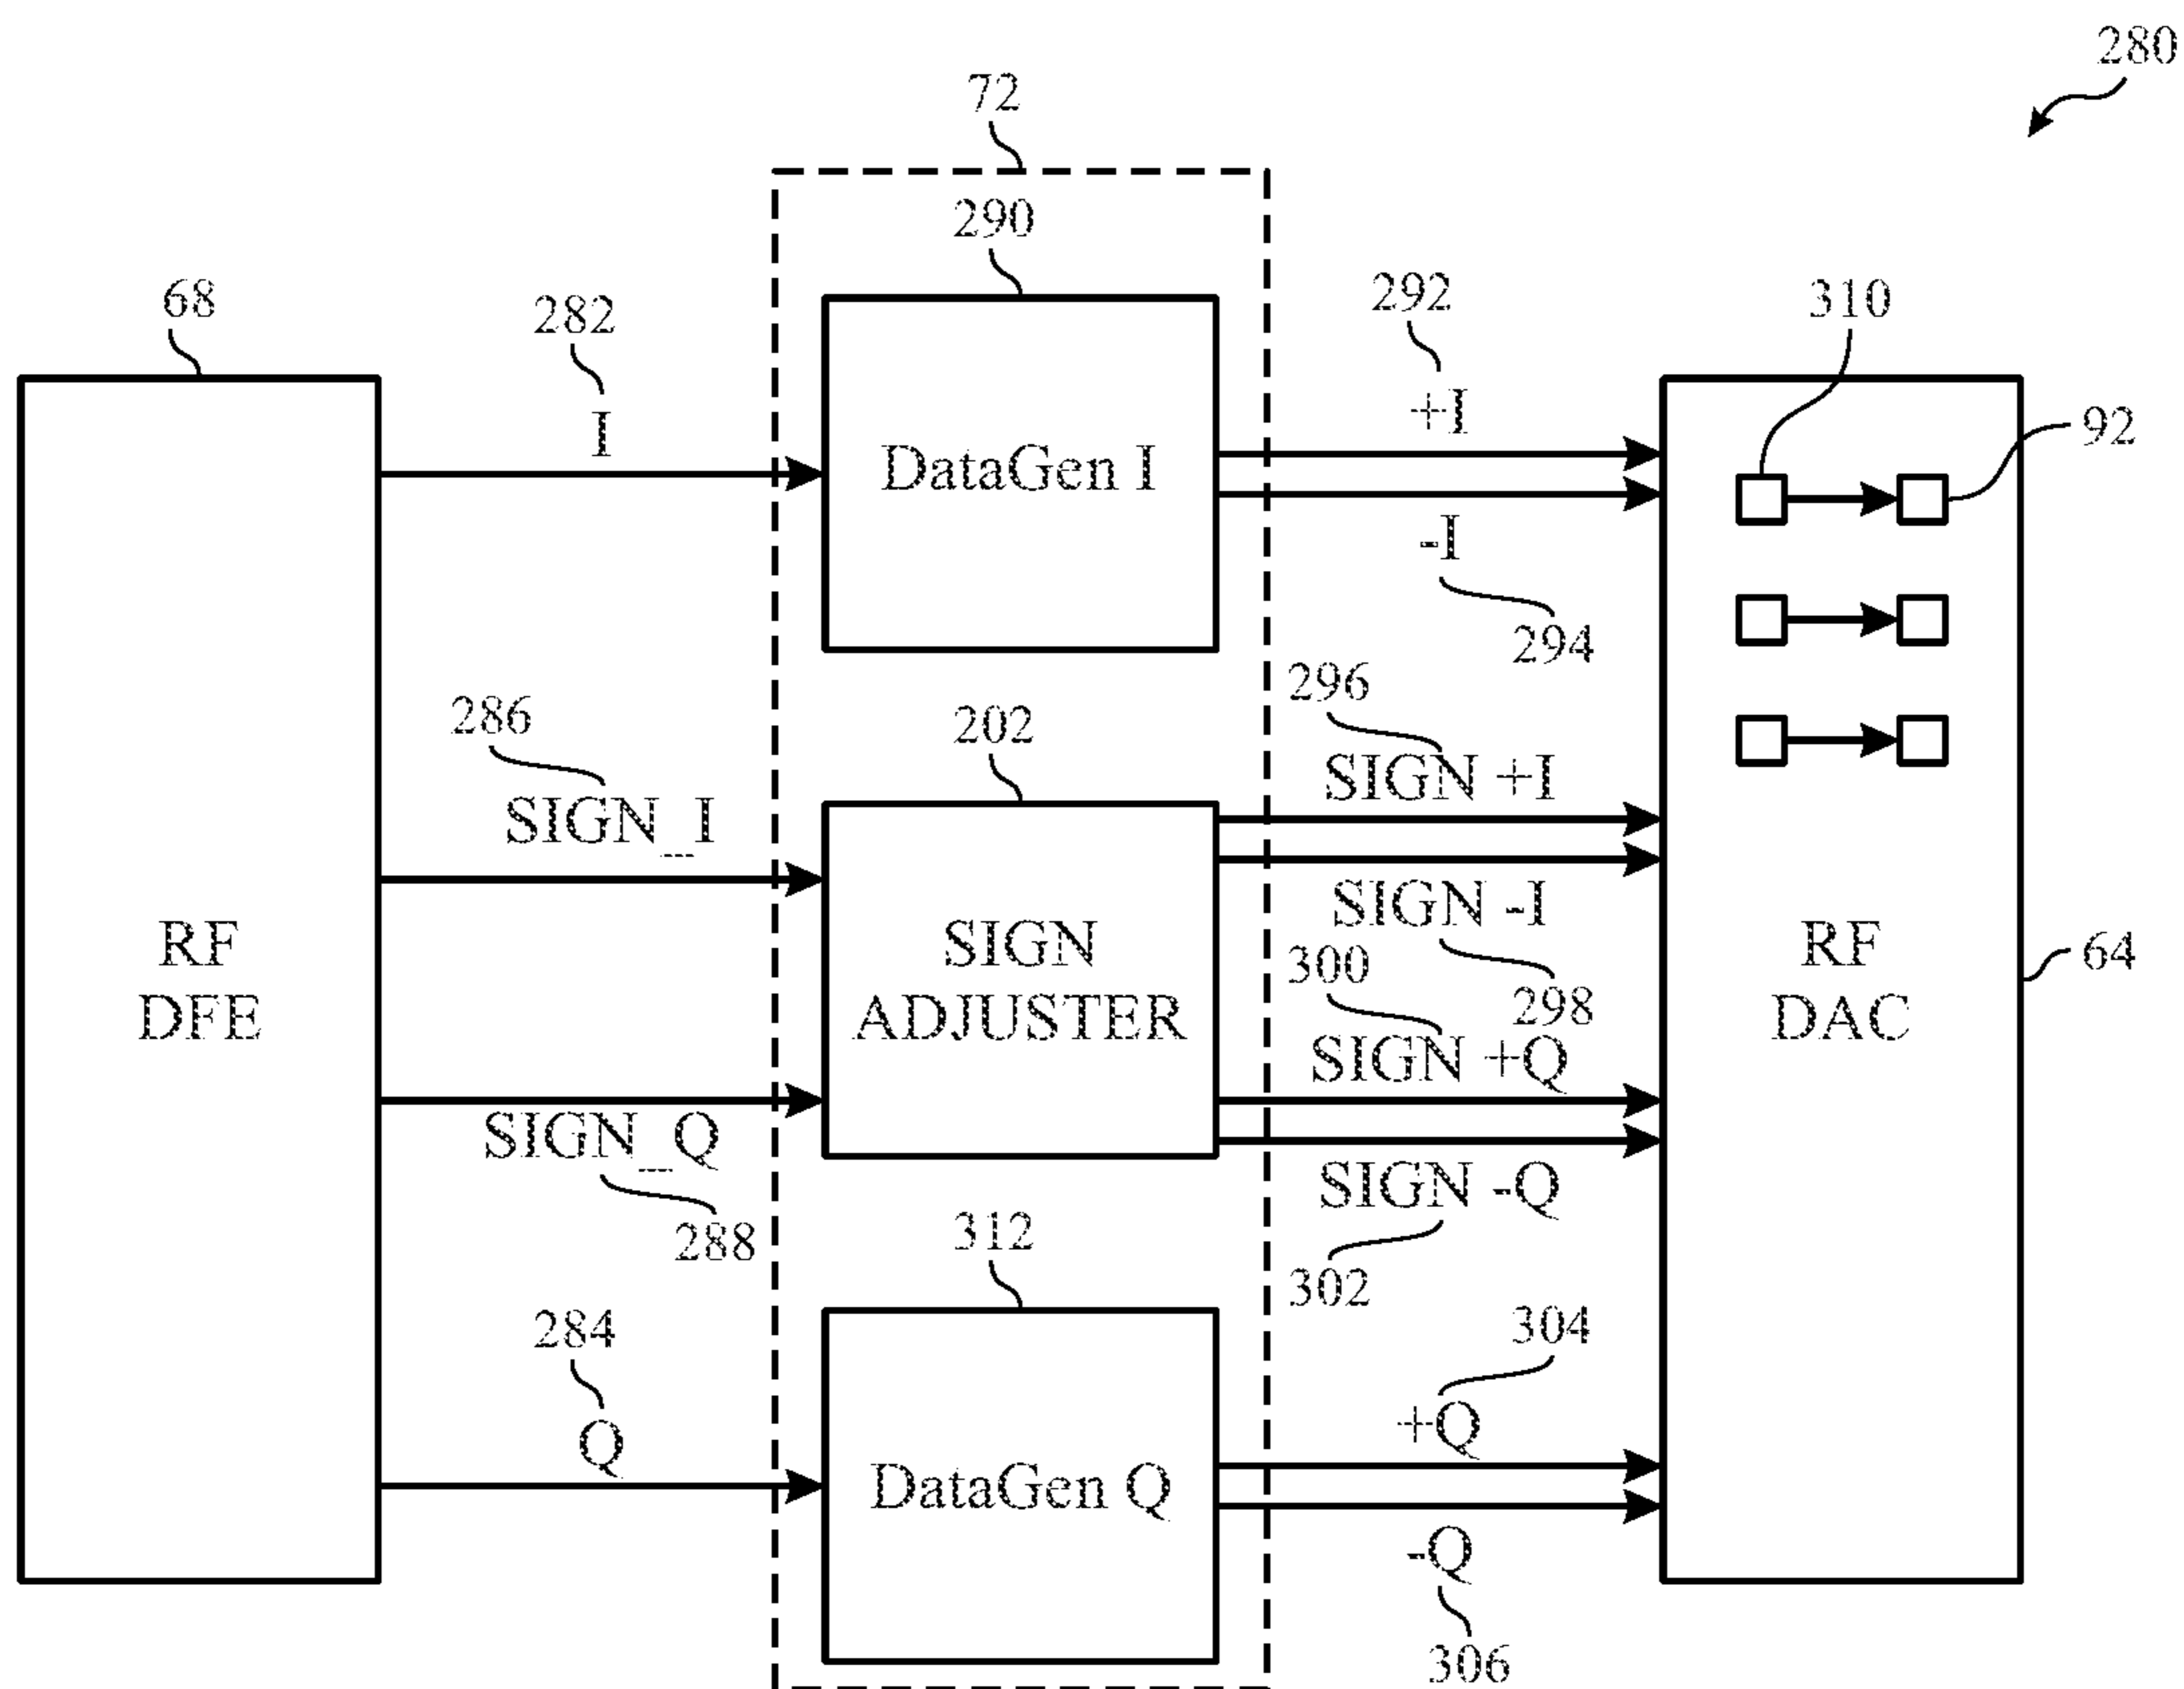 280
72
290
68
282
I
DataGen I
292
+I
-I
294
310
92
286
SIGN_I
202
SIGN
ADJUSTER
296
SIGN +I
SIGN -I
298
300
SIGN +Q
SIGN -Q
302
RF
DFE
RF
DAC
64
SIGN_Q
288
312
284
Q
DataGen Q
304
+Q
-Q
306